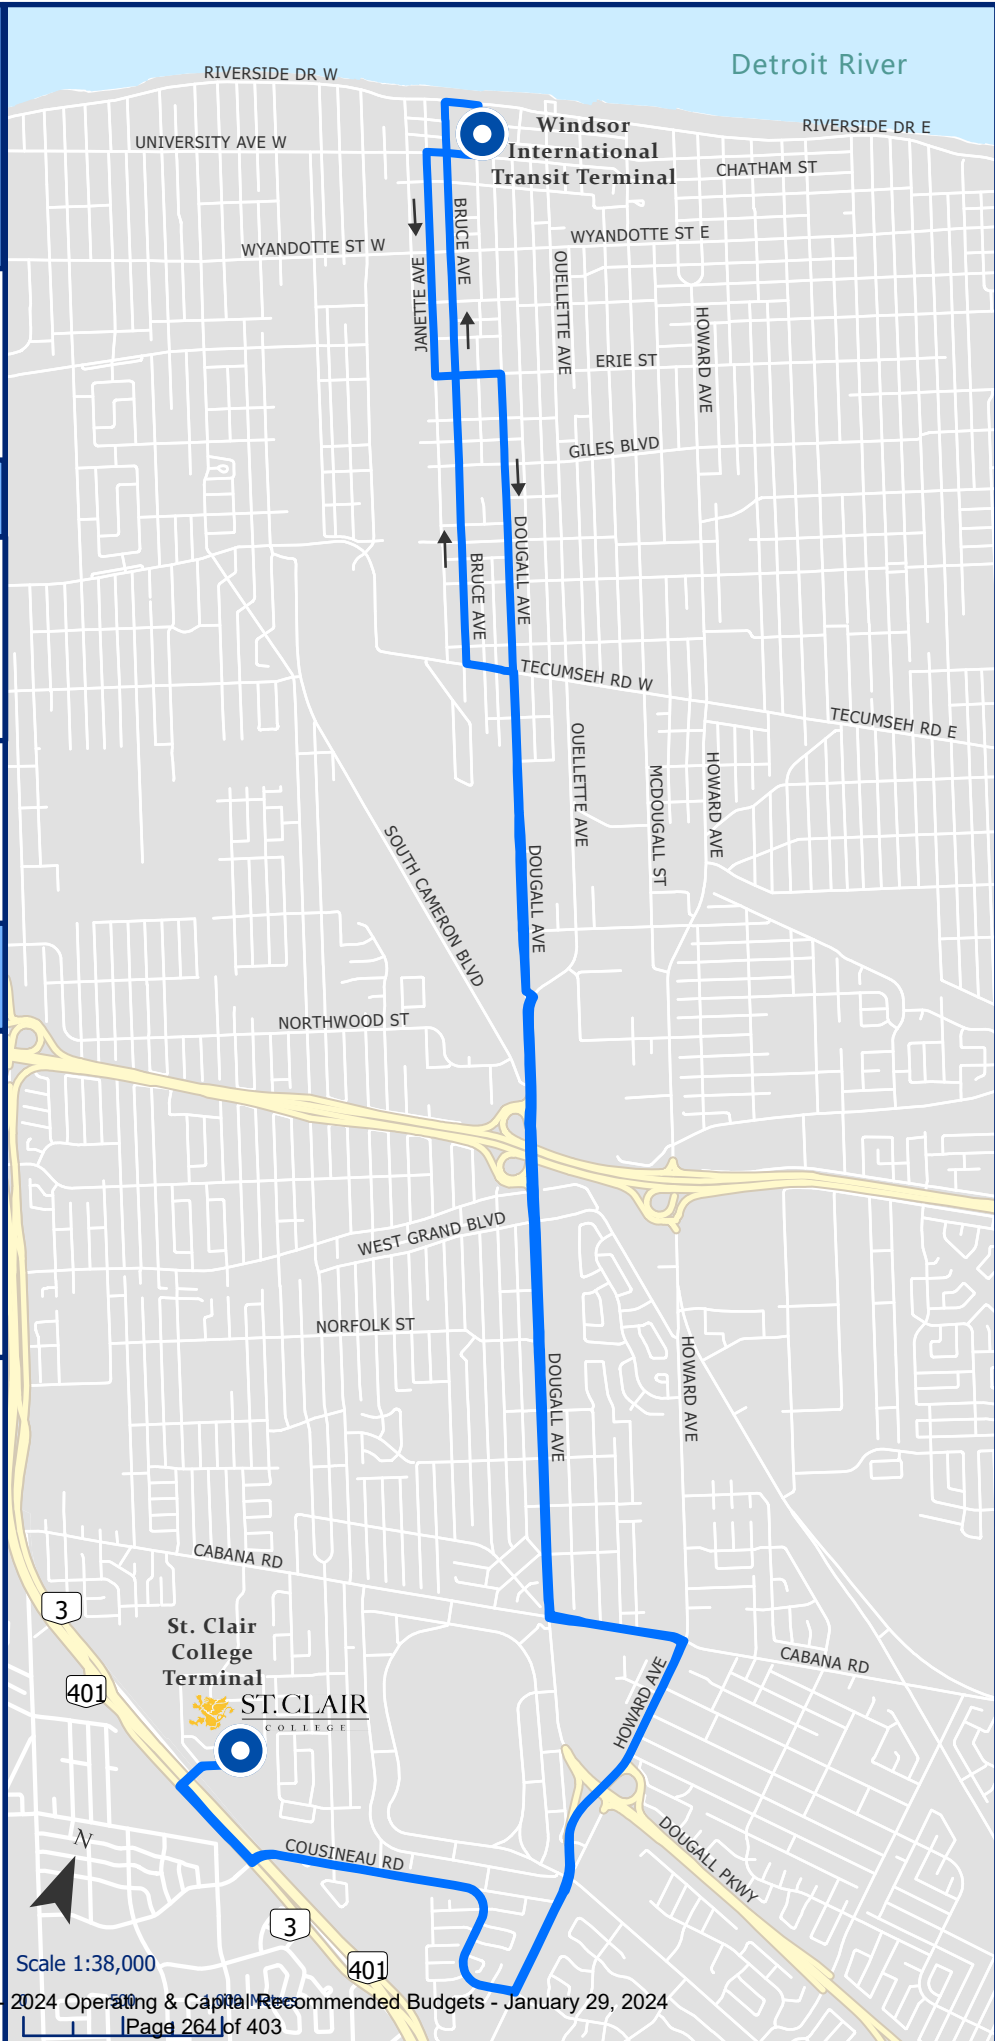 Detroit River
RIVERSIDE DR W
RIVERSIDE DR E
Windsor
International
Transit Terminal
UNIVERSITY AVE W
CHATHAM ST
BRUCE AVE
WYANDOTTE ST W
WYANDOTTE ST E
JANETTE AVE
OUELLETTE AVE
HOWARD AVE
ERIE ST
GILES BLVD
DOUGALL AVE
BRUCE AVE
TECUMSEH RD W
TECUMSEH RD E
OUELLETTE AVE
MCDOUGALL ST
HOWARD AVE
SOUTH CAMERON BLVD
DOUGALL AVE
NORTHWOOD ST
WEST GRAND BLVD
NORFOLK ST
DOUGALL AVE
HOWARD AVE
CABANA RD
3
St. Clair
College
Terminal
CABANA RD
HOWARD AVE
401
ST. CLAIR
COLLEGE
DOUGALL PKWY
N
COUSINEAU RD
3
401
Scale 1:38,000
0 500 1,000 Metres
2024 Operating & Capital Recommended Budgets - January 29, 2024
Page 264 of 403